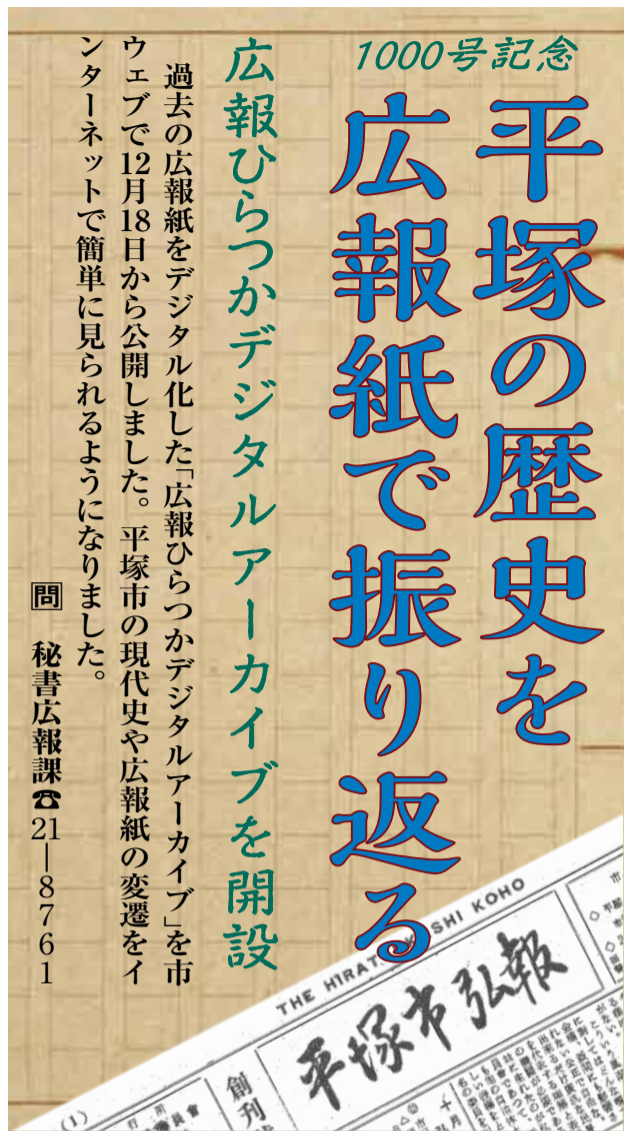 1000号記念
平塚の歴史を
広報紙で振り返る
広報ひらつかデジタルアーカイブを開設
過去の広報紙をデジタル化した「広報ひらつかデジタルアーカイブ」を市
ウェブで12月18日から公開しました。平塚市の現代史や広報紙の変遷をイ
ンターネットで簡単に見られるようになりました。
問 秘書広報課☎21―8761
THE HIRAT SHI KOHO
平塚市弘報
創刊
(1)